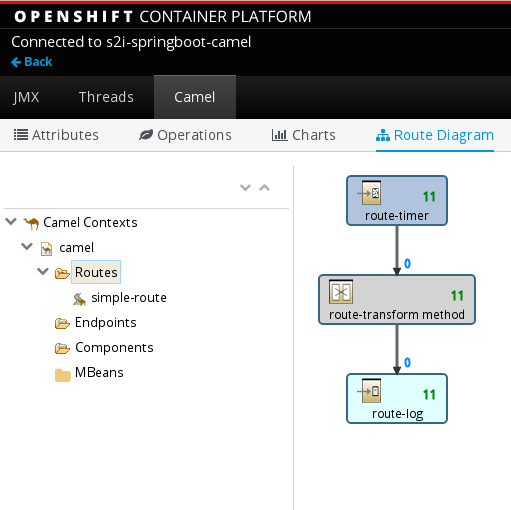 OPENSHIFT CONTAINER PLATFORM
Connected to s2i-springboot-camel
Back
JMX Threads Camel
Attributes Operations Charts Route Diagram
Camel Contexts
camel
Routes
simple-route
Endpoints
Components
MBeans
11
route-timer
0
11
route-transform method
0
11
route-log